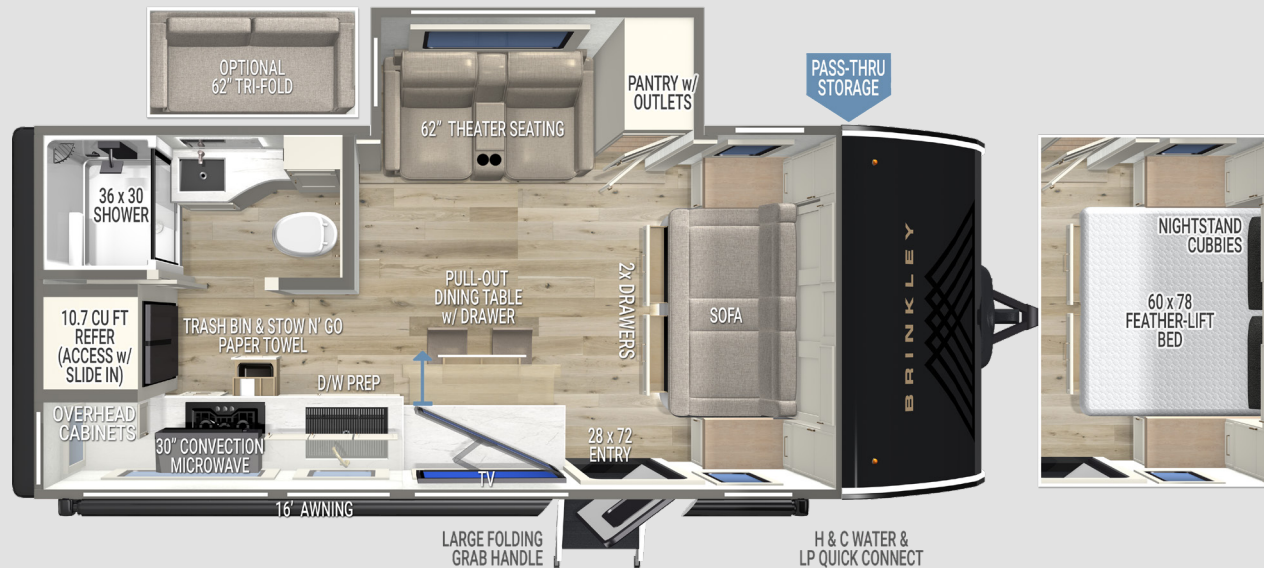 OPTIONAL
62" TRI-FOLD
62" THEATER SEATING
PANTRY w/
OUTLETS
PASS-THRU
STORAGE
36 x 30
SHOWER
PULL-OUT
DINING TABLE
w/ DRAWER
2x DRAWERS
SOFA
BRINKLEY
NIGHTSTAND
CUBBIES
60 x 78
FEATHER-LIFT
BED
10.7 CU FT
REFER
(ACCESS w/
SLIDE IN)
TRASH BIN & STOW N' GO
PAPER TOWEL
D/W PREP
OVERHEAD
CABINETS
30" CONVECTION
MICROWAVE
28 x 72
ENTRY
TV
16' AWNING
LARGE FOLDING
GRAB HANDLE
H & C WATER &
LP QUICK CONNECT